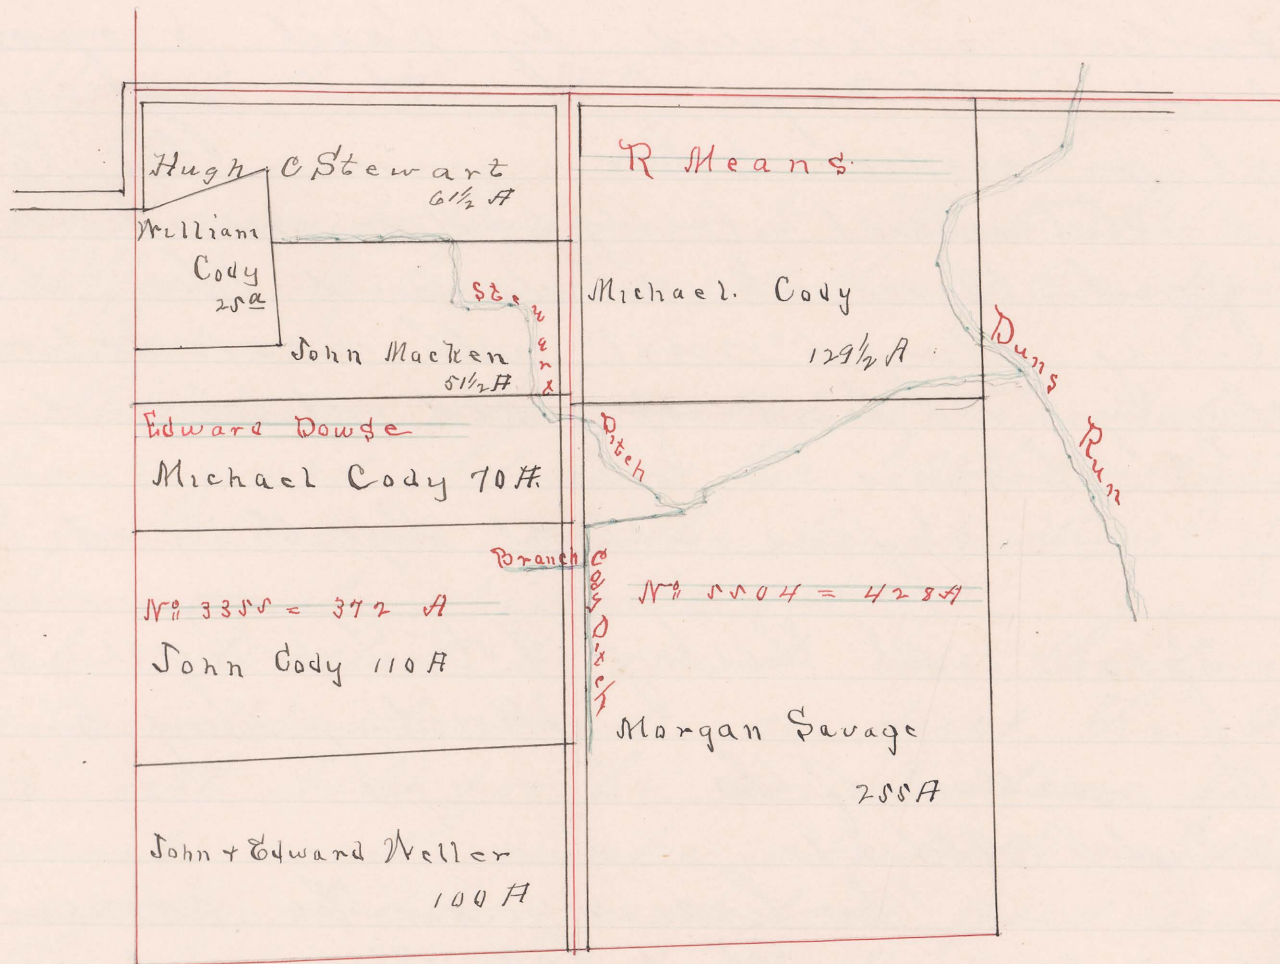 Hugh C Stewart
61½ A
William
Cody
25a
John Macken
51½ A
Edward Dowse
Michael Cody 70 A.
No. 3355 = 372 A
John Cody 110 A
John + Edward Weller
100 A
R Means
Michael. Cody
129½ A
Stewart
Ditch
Branch
Cody Ditch
No. 5504 = 428 A
Morgan Savage
255 A
Duns
Run